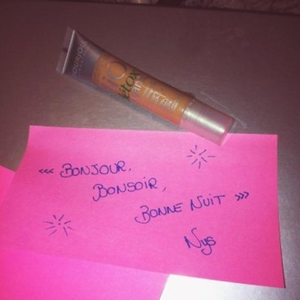 «‹ BONJOUR,
BONSOIR,
BONNE NUIT »›
Nys